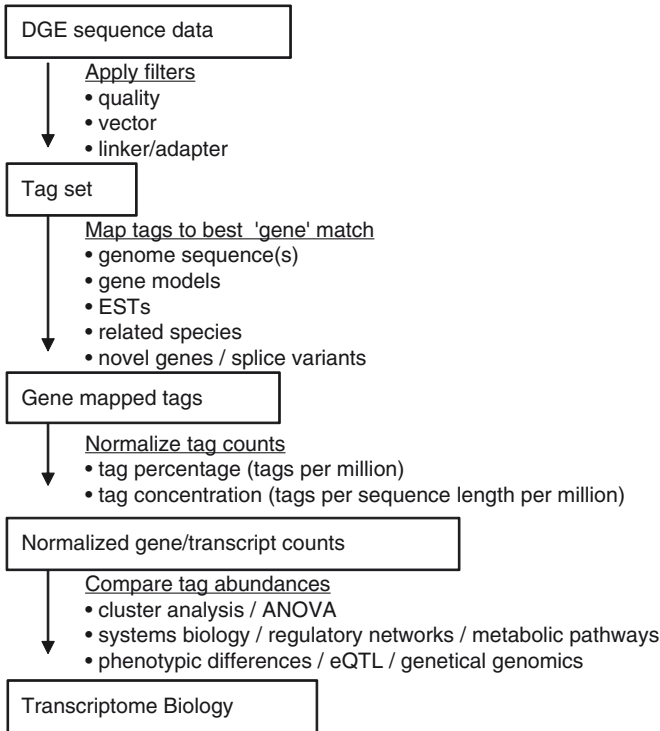 DGE sequence data
Apply filters
• quality
• vector
• linker/adapter
Tag set
Map tags to best 'gene' match
• genome sequence(s)
• gene models
• ESTs
• related species
• novel genes / splice variants
Gene mapped tags
Normalize tag counts
• tag percentage (tags per million)
• tag concentration (tags per sequence length per million)
Normalized gene/transcript counts
Compare tag abundances
• cluster analysis / ANOVA
• systems biology / regulatory networks / metabolic pathways
• phenotypic differences / eQTL / genetical genomics
Transcriptome Biology